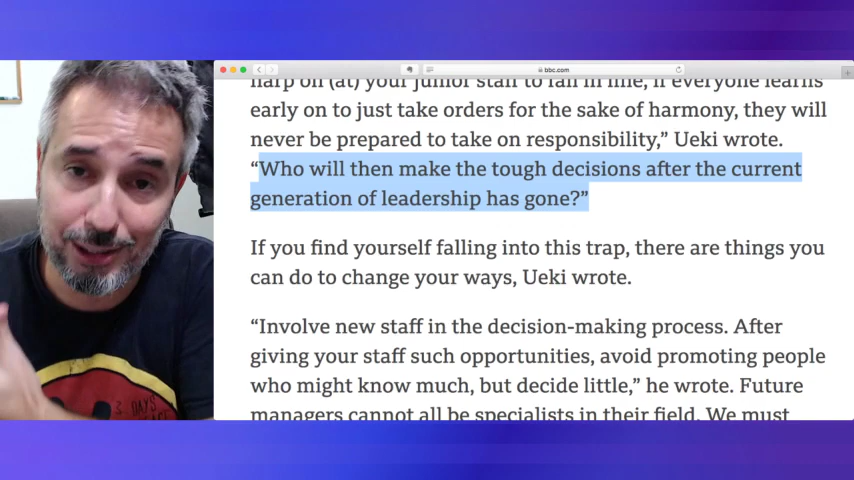 bbc.com
harp on (at) your junior staff to fall in line, if everyone learns
early on to just take orders for the sake of harmony, they will
never be prepared to take on responsibility,” Ueki wrote.
“Who will then make the tough decisions after the current
generation of leadership has gone?”
If you find yourself falling into this trap, there are things you
can do to change your ways, Ueki wrote.
“Involve new staff in the decision-making process. After
giving your staff such opportunities, avoid promoting people
who might know much, but decide little,” he wrote. Future
managers cannot all be specialists in their field. We must
3 DAYS